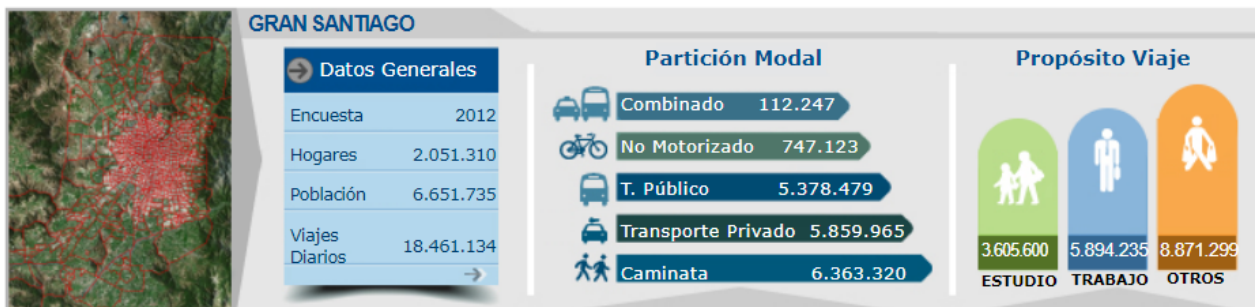 GRAN SANTIAGO
Datos Generales
Encuesta 2012
Hogares 2.051.310
Población 6.651.735
Viajes
Diarios 18.461.134
Partición Modal
Combinado 112.247
No Motorizado 747.123
T. Público 5.378.479
Transporte Privado 5.859.965
Caminata 6.363.320
Propósito Viaje
3.605.600 5.894.235 8.871.299
ESTUDIO TRABAJO OTROS